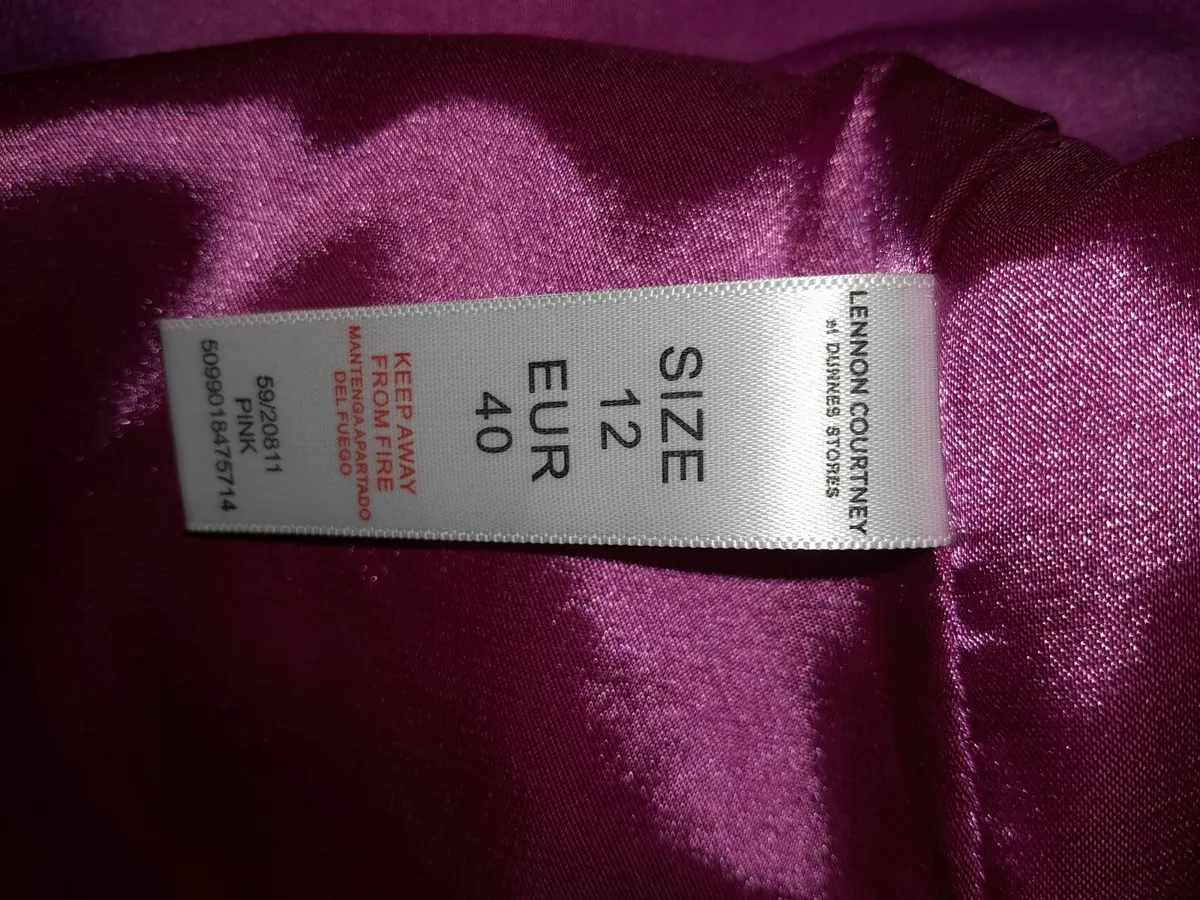 LENNON COURTNEY
at DUNNES STORES
SIZE
12
EUR
40
KEEP AWAY
FROM FIRE
MANTENGA APARTADO
DEL FUEGO
59/20811
PINK
5099018475714